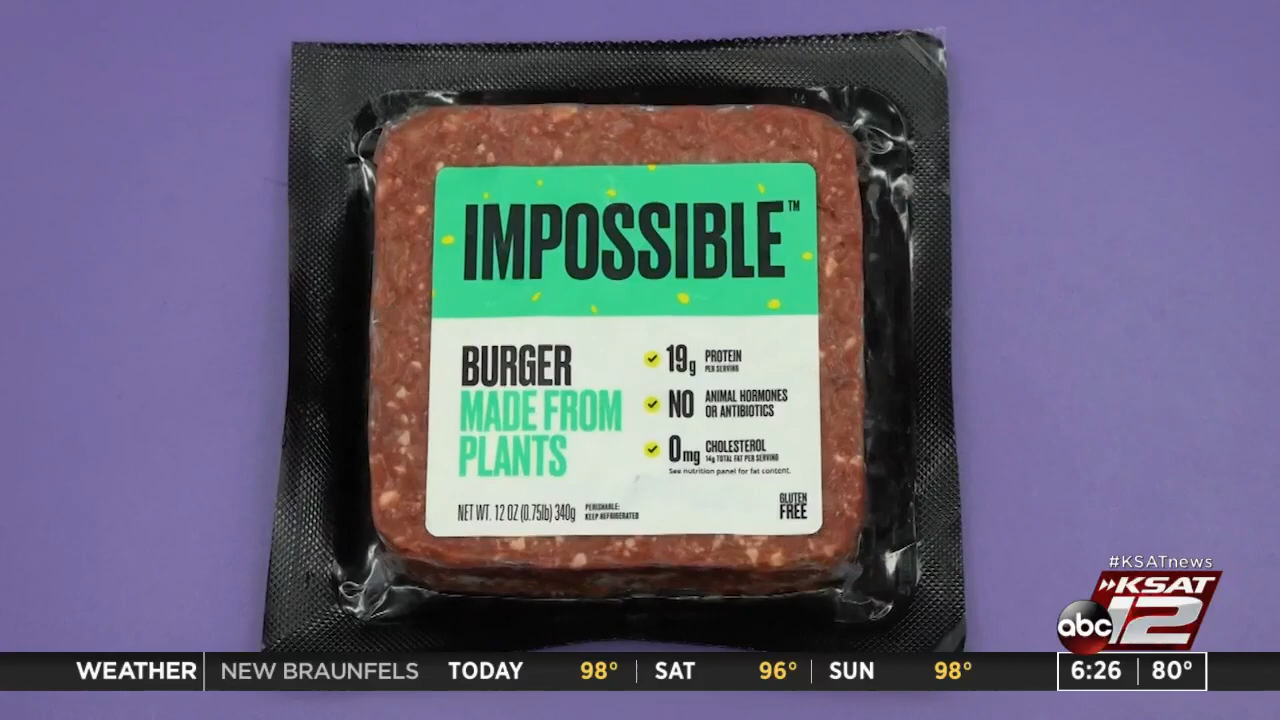 IMPOSSIBLE™
BURGER
MADE FROM
PLANTS
19g PROTEIN
PER SERVING
NO ANIMAL HORMONES
OR ANTIBIOTICS
0mg CHOLESTEROL
14g TOTAL FAT PER SERVING
See nutrition panel for fat content.
NET WT. 12 OZ (0.75lb) 340g
PERISHABLE:
KEEP REFRIGERATED
GLUTEN
FREE
#KSATnews
KSAT
abc 12
WEATHER NEW BRAUNFELS TODAY 98° SAT 96° SUN 98° 6:26 80°